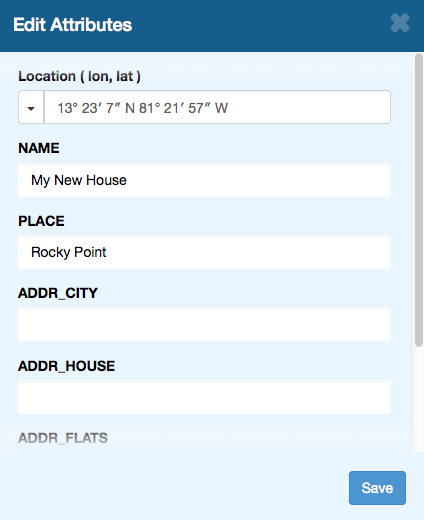 Edit Attributes
Location ( lon, lat )
13° 23′ 7″ N 81° 21′ 57″ W
NAME
My New House
PLACE
Rocky Point
ADDR_CITY
ADDR_HOUSE
ADDR_FLATS
Save